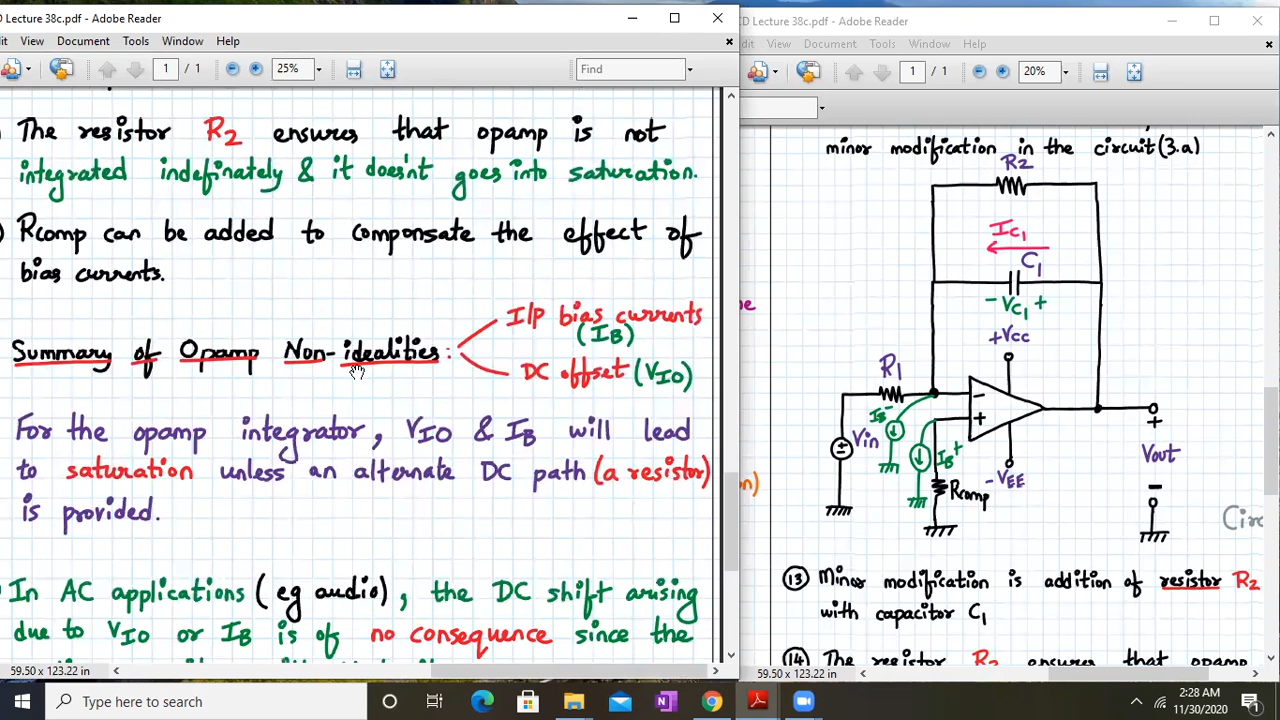 D Lecture 38c.pdf - Adobe Reader
it View Document Tools Window Help
1 / 1 25% Find
The resistor R2 ensures that opamp is not
integrated indefinately & it does'nt goes into saturation.
Rcomp can be added to compensate the effect of
bias currents.
Summary of Opamp Non-idealities :
I/p bias currents
(IB)
DC offset (VIO)
For the opamp integrator, VIO & IB will lead
to saturation unless an alternate DC path (a resistor)
is provided.
In AC applications (eg audio), the DC shift arising
due to VIO or IB is of no consequence since the
59.50 x 123.22 in
CD Lecture 38c.pdf - Adobe Reader
dit View Document Tools Window Help
1 / 1 20%
minor modification in the circuit (3.a)
R2
IC1
C1
- VC1 +
+VCC
R1
-
+
IB-
Vin
IB+
Rcomp
-VEE
+
Vout
-
Circ
(13) Minor modification is addition of resistor R2
with capacitor C1
(14) The resistor R2 ensures that opamp
59.50 x 123.22 in
Type here to search
2:28 AM
11/30/2020